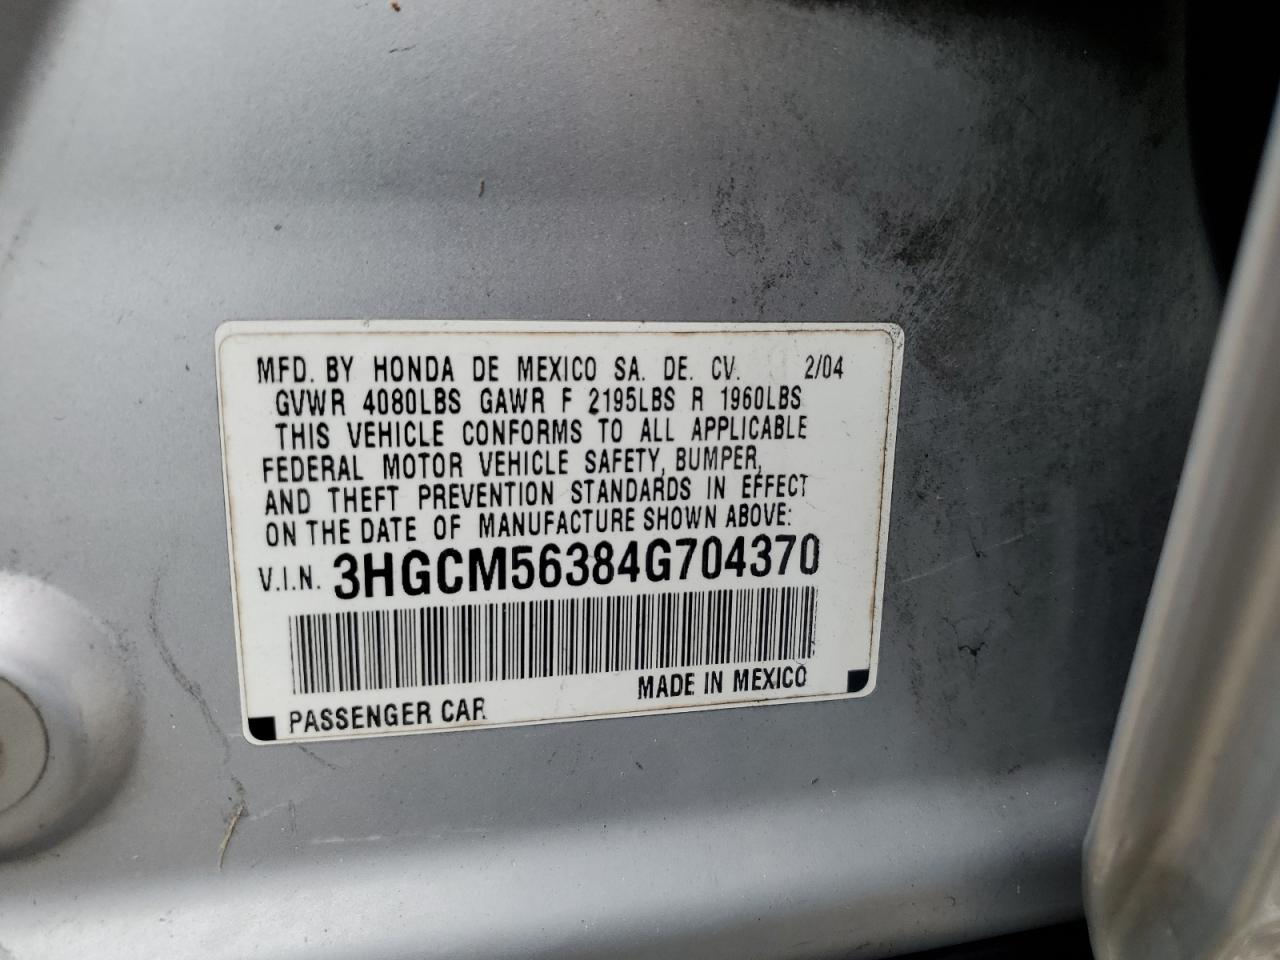 MFD. BY HONDA DE MEXICO SA. DE. CV. 2/04
GVWR 4080LBS GAWR F 2195LBS R 1960LBS
THIS VEHICLE CONFORMS TO ALL APPLICABLE
FEDERAL MOTOR VEHICLE SAFETY, BUMPER,
AND THEFT PREVENTION STANDARDS IN EFFECT
ON THE DATE OF MANUFACTURE SHOWN ABOVE:
V.I.N. 3HGCM56384G704370
MADE IN MEXICO
PASSENGER CAR